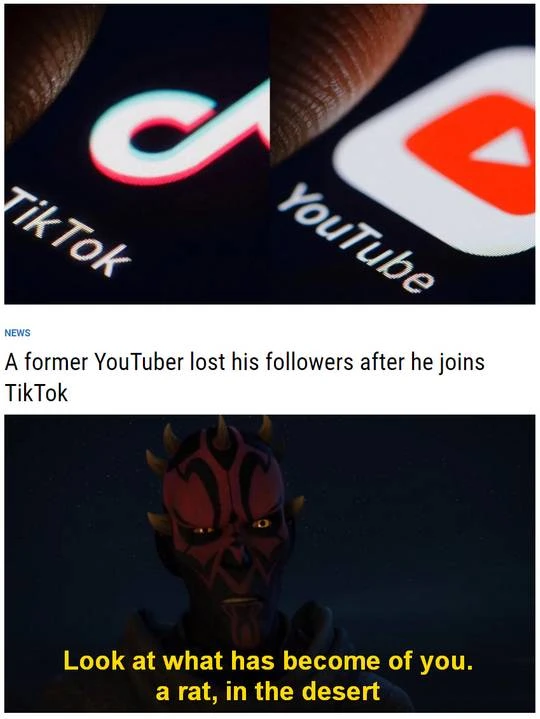 TikTok
YouTube
NEWS
A former YouTuber lost his followers after he joins
TikTok
Look at what has become of you.
a rat, in the desert